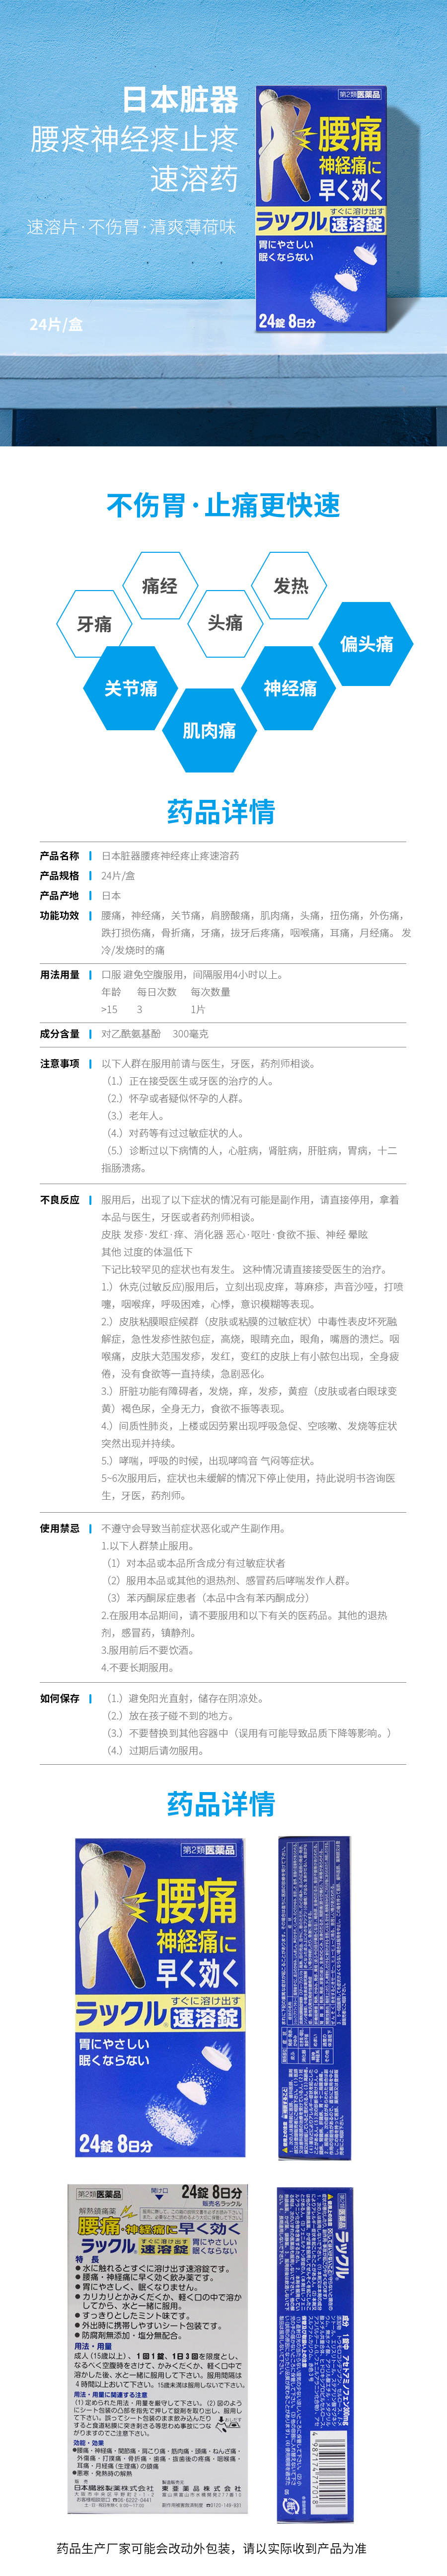 日本脏器
腰疼神经疼止疼
速溶药
速溶片·不伤胃·清爽薄荷味
24片/盒
第2類医薬品
腰痛
神経痛に
早く効く
すぐに溶け出す
ラックル速溶錠
胃にやさしい
眠くならない
24錠 8日分
不伤胃·止痛更快速
痛经
发热
牙痛
头痛
偏头痛
关节痛
神经痛
肌肉痛
药品详情
产品名称 日本脏器腰疼神经疼止疼速溶药
产品规格 24片/盒
产品产地 日本
功能功效 腰痛，神经痛，关节痛，肩膀酸痛，肌肉痛，头痛，扭伤痛，外伤痛，
跌打损伤痛，骨折痛，牙痛，拔牙后疼痛，咽喉痛，耳痛，月经痛。 发
冷/发烧时的痛
用法用量 口服 避免空腹服用，间隔服用4小时以上。
年龄 每日次数 每次数量
>15 3 1片
成分含量 对乙酰氨基酚 300毫克
注意事项 以下人群在服用前请与医生，牙医，药剂师相谈。
（1.）正在接受医生或牙医的治疗的人。
（2.）怀孕或者疑似怀孕的人群。
（3.）老年人。
（4.）对药等有过过敏症状的人。
（5.）诊断过以下病情的人，心脏病，肾脏病，肝脏病，胃病，十二
指肠溃疡。
不良反应 服用后，出现了以下症状的情况有可能是副作用，请直接停用，拿着
本品与医生，牙医或者药剂师相谈。
皮肤 发疹·发红·痒、消化器 恶心·呕吐·食欲不振、神经 晕眩
其他 过度的体温低下
下记比较罕见的症状也有发生。 这种情况请直接接受医生的治疗。
1.）休克(过敏反应)服用后，立刻出现皮痒，荨麻疹，声音沙哑，打喷
嚏，咽喉痒，呼吸困难，心悸，意识模糊等表现。
2.）皮肤粘膜眼症候群（皮肤或粘膜的过敏症状）中毒性表皮坏死融
解症，急性发疹性脓包症，高烧，眼睛充血，眼角，嘴唇的溃烂。咽
喉痛，皮肤大范围发疹，发红，变红的皮肤上有小脓包出现，全身疲
倦，没有食欲等一直持续，急剧恶化。
3.）肝脏功能有障碍者，发烧，痒，发疹，黄疸（皮肤或者白眼球变
黄）褐色尿，全身无力，食欲不振等表现。
4.）间质性肺炎，上楼或因劳累出现呼吸急促、空咳嗽、发烧等症状
突然出现并持续。
5.）哮喘，呼吸的时候，出现哮鸣音 气闷等症状。
5~6次服用后，症状也未缓解的情况下停止使用，持此说明书咨询医
生，牙医，药剂师。
使用禁忌 不遵守会导致当前症状恶化或产生副作用。
1.以下人群禁止服用。
（1）对本品或本品所含成分有过敏症状者
（2）服用本品或其他的退热剂、感冒药后哮喘发作人群。
（3）苯丙酮尿症患者（本品中含有苯丙酮成分）
2.在服用本品期间，请不要服用和以下有关的医药品。其他的退热
剂，感冒药，镇静剂。
3.服用前后不要饮酒。
4.不要长期服用。
如何保存 （1.）避免阳光直射，储存在阴凉处。
（2.）放在孩子碰不到的地方。
（3.）不要替换到其他容器中（误用有可能导致品质下降等影响。）
（4.）过期后请勿服用。
药品详情
第2類医薬品
腰痛
神経痛に
早く効く
すぐに溶け出す
ラックル速溶錠
胃にやさしい
眠くならない
24錠 8日分
第2類医薬品
開け口
24錠 8日分
販売名ラックル
解熱鎮痛薬
腰痛・神経痛に早く効く
ラックル すぐに溶け出す速溶錠 胃にやさしい 眠くならない
特長
●水に触れるとすぐに溶け出す速溶錠です。
●腰痛・神経痛に早く効く飲み薬です。
●胃にやさしく、眠くなりません。
●カリカリとかみくだくか、軽く口の中で溶か
してから、水と一緒に服用。
●すっきりとしたミント味です。
●外出時に携帯しやすいシート包装です。
●防腐剤無添加・塩分無配合。
用法・用量
成人(15歳以上)、1回1錠、1日3回を限度とし、
なるべく空腹時をさけて、かみくだくか、軽く口中で
溶かした後、水と一緒に服用して下さい。服用間隔は
4時間以上おいて下さい。15歳未満は服用しない下さい。
用法・用量に関連する注意
効能・効果
●腰痛・神経痛・関節痛・肩こり痛・筋肉痛・頭痛・ねんざ痛・
外傷痛・打撲痛・骨折痛・歯痛・抜歯後の疼痛・咽喉痛・
耳痛・月経痛(生理痛)の鎮痛
●悪寒・発熱時の解熱
日本臓器製薬株式会社
東亜薬品株式会社
第2類医薬品
ラックル
成分 1錠中 アセトアミノフェン300mg
4 987174 717018
药品生产厂家可能会改动外包装，请以实际收到产品为准